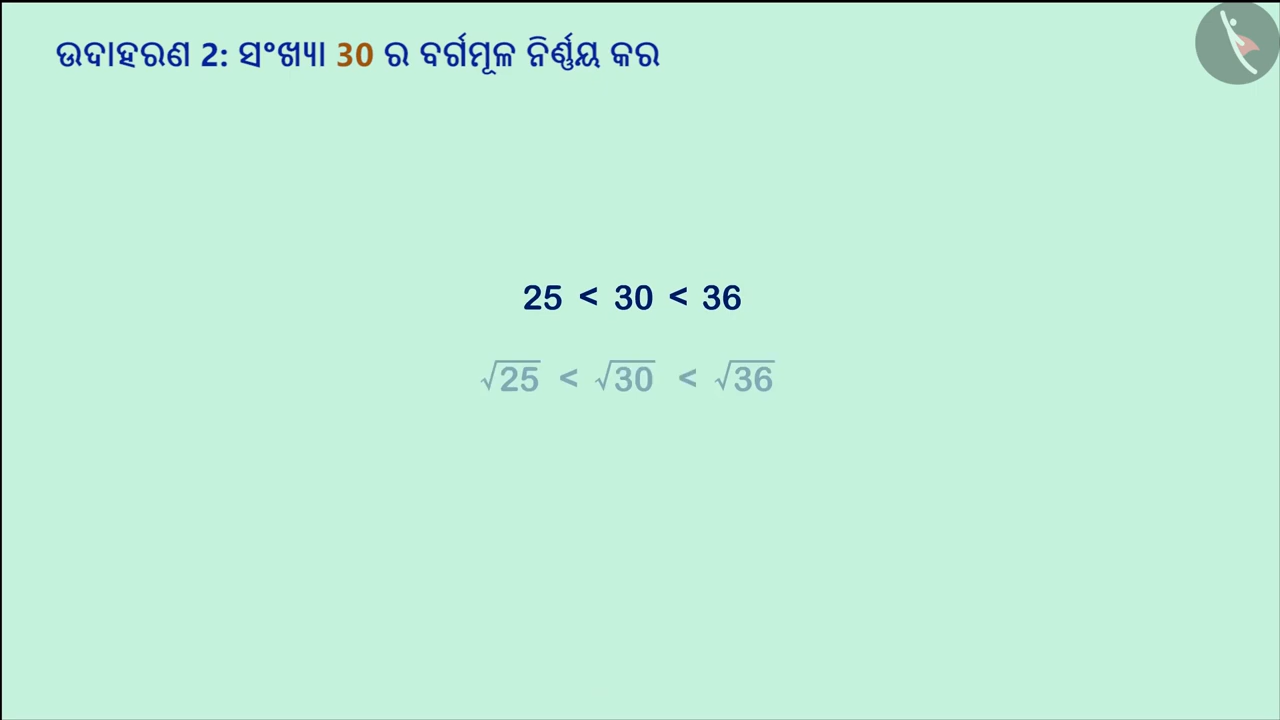 ଉଦାହରଣ 2: ସଂଖ୍ୟା 30 ର ବର୍ଗମୂଳ ନିର୍ଣ୍ଣୟ କର
25 < 30 < 36
√25 < √30 < √36